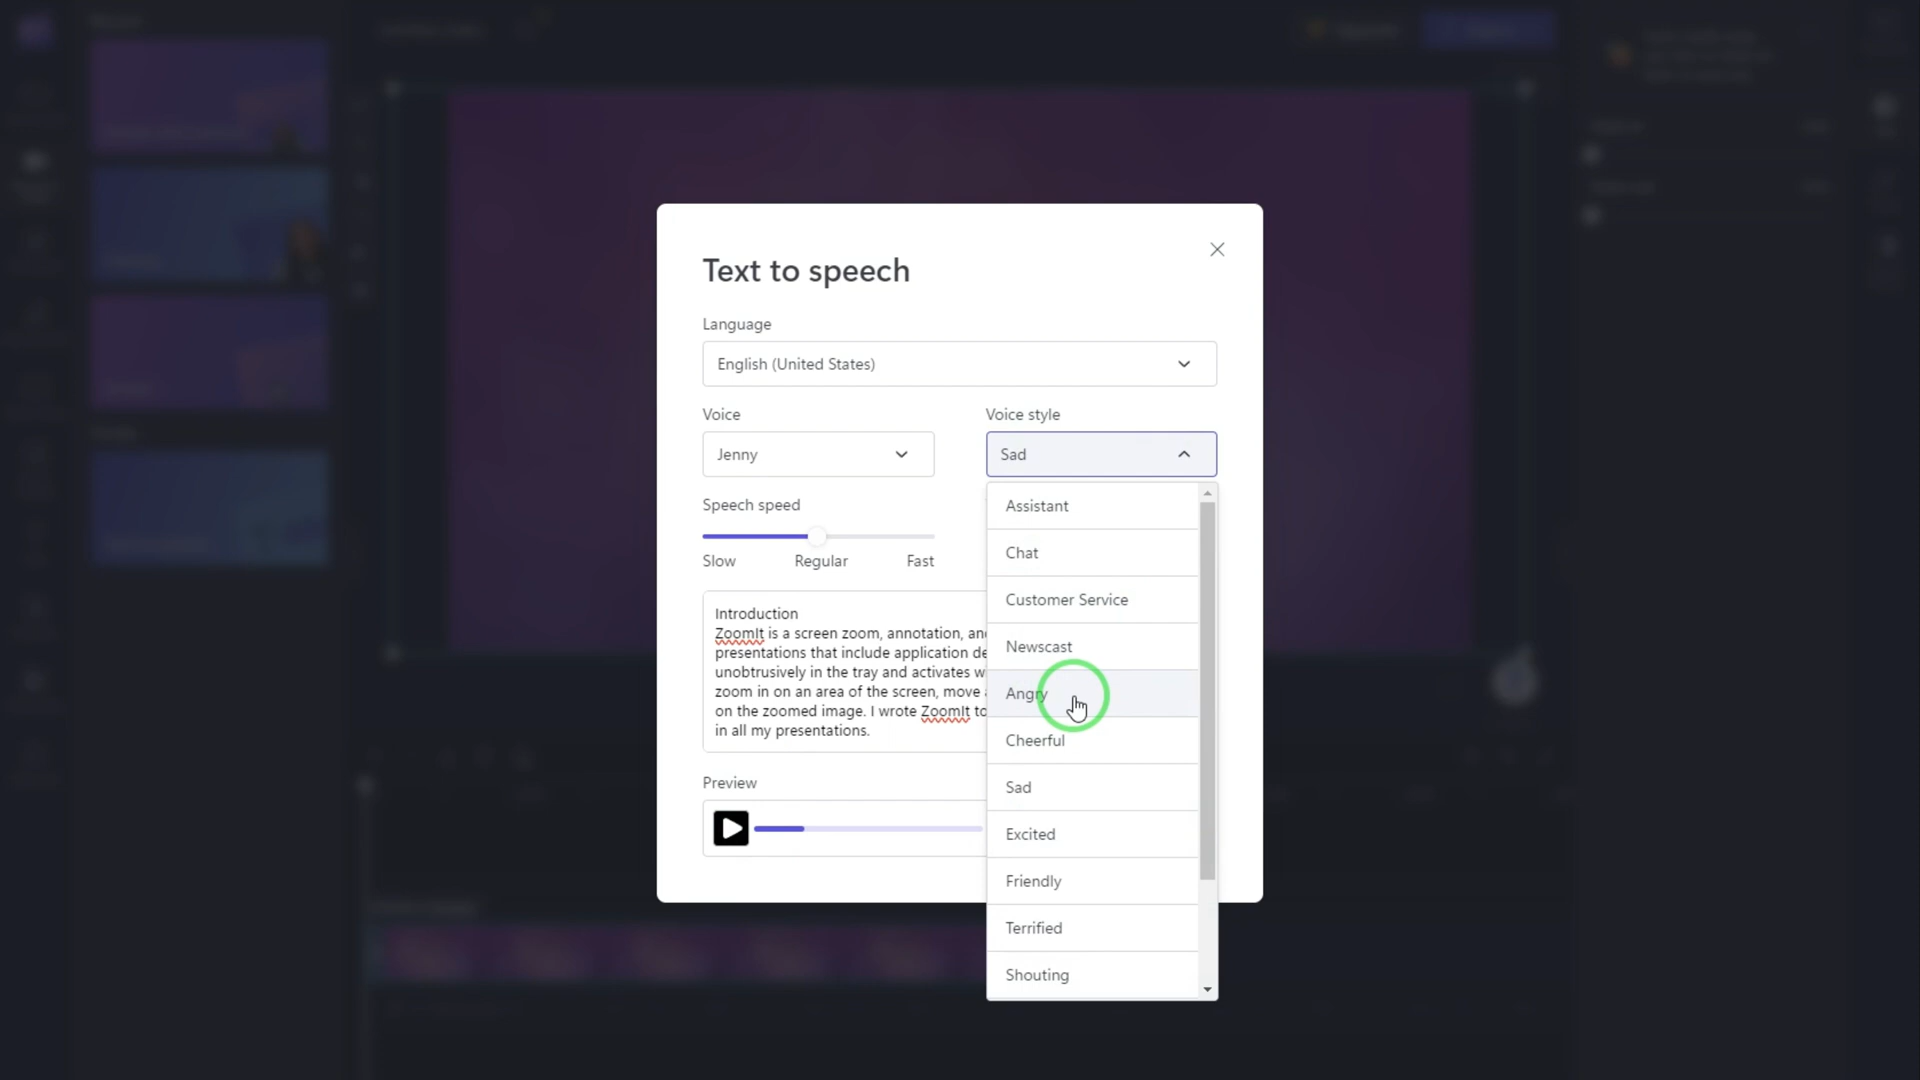 Text to speech
Language
English (United States)
Voice
Voice style
Jenny
Sad
Speech speed
Slow
Regular
Fast
Assistant
Chat
Customer Service
Newscast
Angry
Cheerful
Sad
Excited
Friendly
Terrified
Shouting
Introduction
ZoomIt is a screen zoom, annotation, an
presentations that include application de
unobtrusively in the tray and activates w
zoom in on an area of the screen, move
on the zoomed image. I wrote ZoomIt to
in all my presentations.
Preview